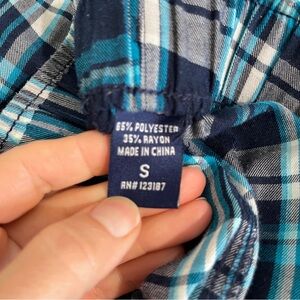 65% POLYESTER
35% RAYON
MADE IN CHINA
S
RN# 123187